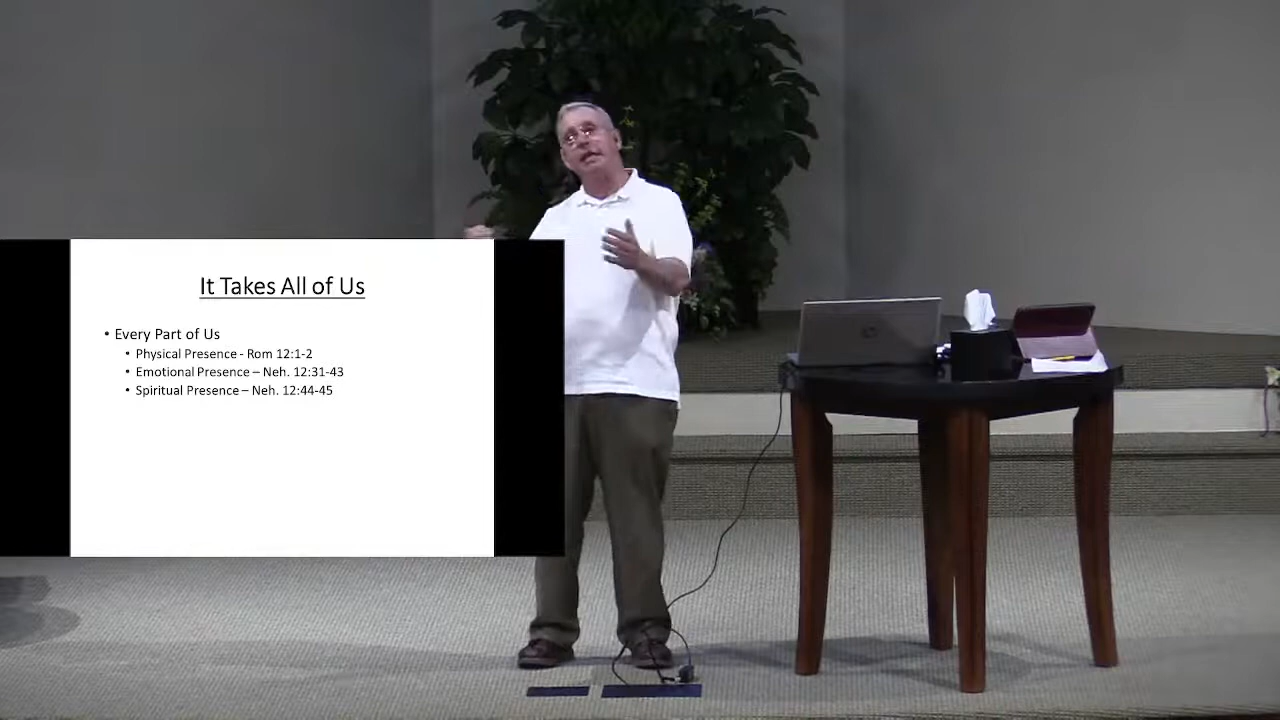 It Takes All of Us
• Every Part of Us
• Physical Presence - Rom 12:1-2
• Emotional Presence – Neh. 12:31-43
• Spiritual Presence – Neh. 12:44-45